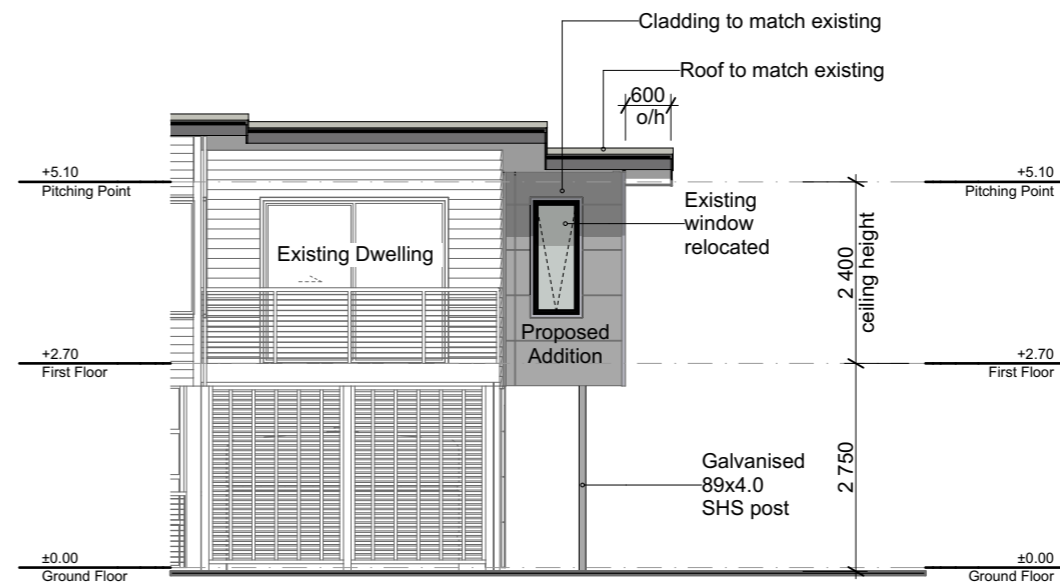 Cladding to match existing
Roof to match existing
600
o/h
+5.10
Pitching Point
+5.10
Pitching Point
Existing
window
relocated
Existing Dwelling
2 400
ceiling height
Proposed
Addition
+2.70
First Floor
+2.70
First Floor
Galvanised
89x4.0
SHS post
2 750
±0.00
Ground Floor
±0.00
Ground Floor